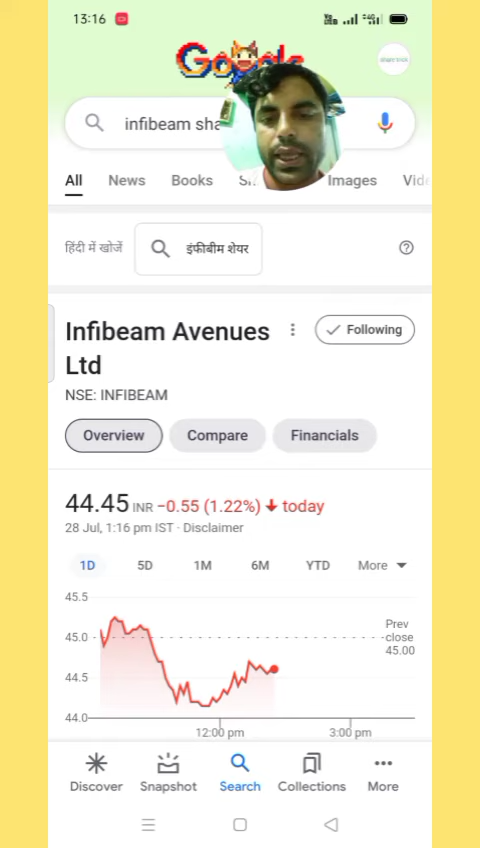 13:16
Google
infibeam sha
All News Books Images Vide
हिंदी में खोजें इंफीबीम शेयर
Infibeam Avenues
Ltd
Following
NSE: INFIBEAM
Overview Compare Financials
44.45 INR −0.55 (1.22%) today
28 Jul, 1:16 pm IST · Disclaimer
1D 5D 1M 6M YTD More
45.5
45.0
44.5
44.0
Prev
close
45.00
12:00 pm 3:00 pm
Discover Snapshot Search Collections More